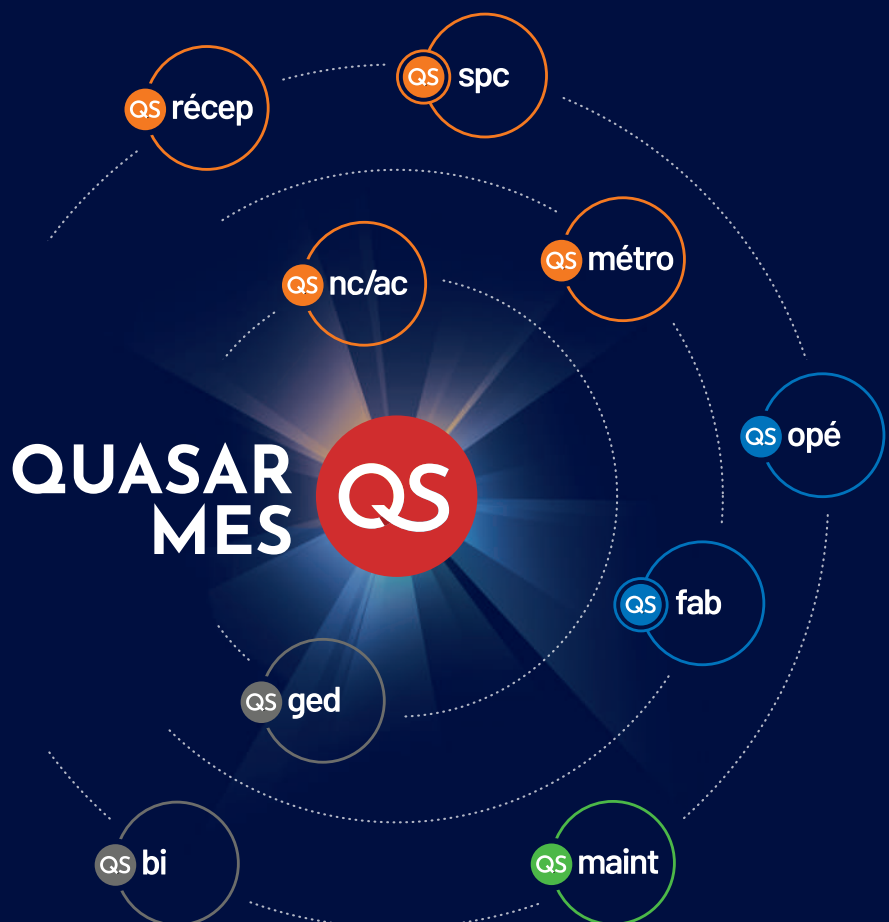 QS spc
QS récep
QS métro
QS nc/ac
QS opé
QUASAR
MES
QS
QS fab
QS ged
QS bi
QS maint